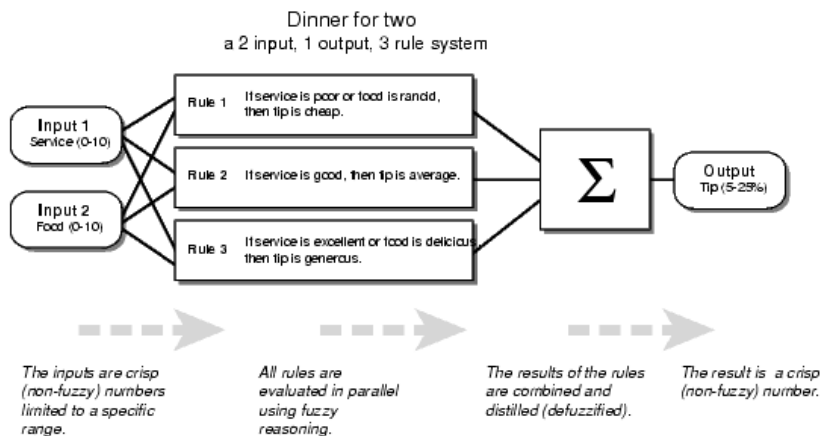 Dinner for two
a 2 input, 1 output, 3 rule system
Input 1
Service (0-10)
Input 2
Food (0-10)
Rule 1 If service is poor or food is rancid,
then tip is cheap.
Rule 2 If service is good, then tip is average.
Rule 3 If service is excellent or food is delicious,
then tip is generous.
Σ
Output
Tip (5-25%)
The inputs are crisp
(non-fuzzy) numbers
limited to a specific
range.
All rules are
evaluated in parallel
using fuzzy
reasoning.
The results of the rules
are combined and
distilled (defuzzified).
The result is a crisp
(non-fuzzy) number.